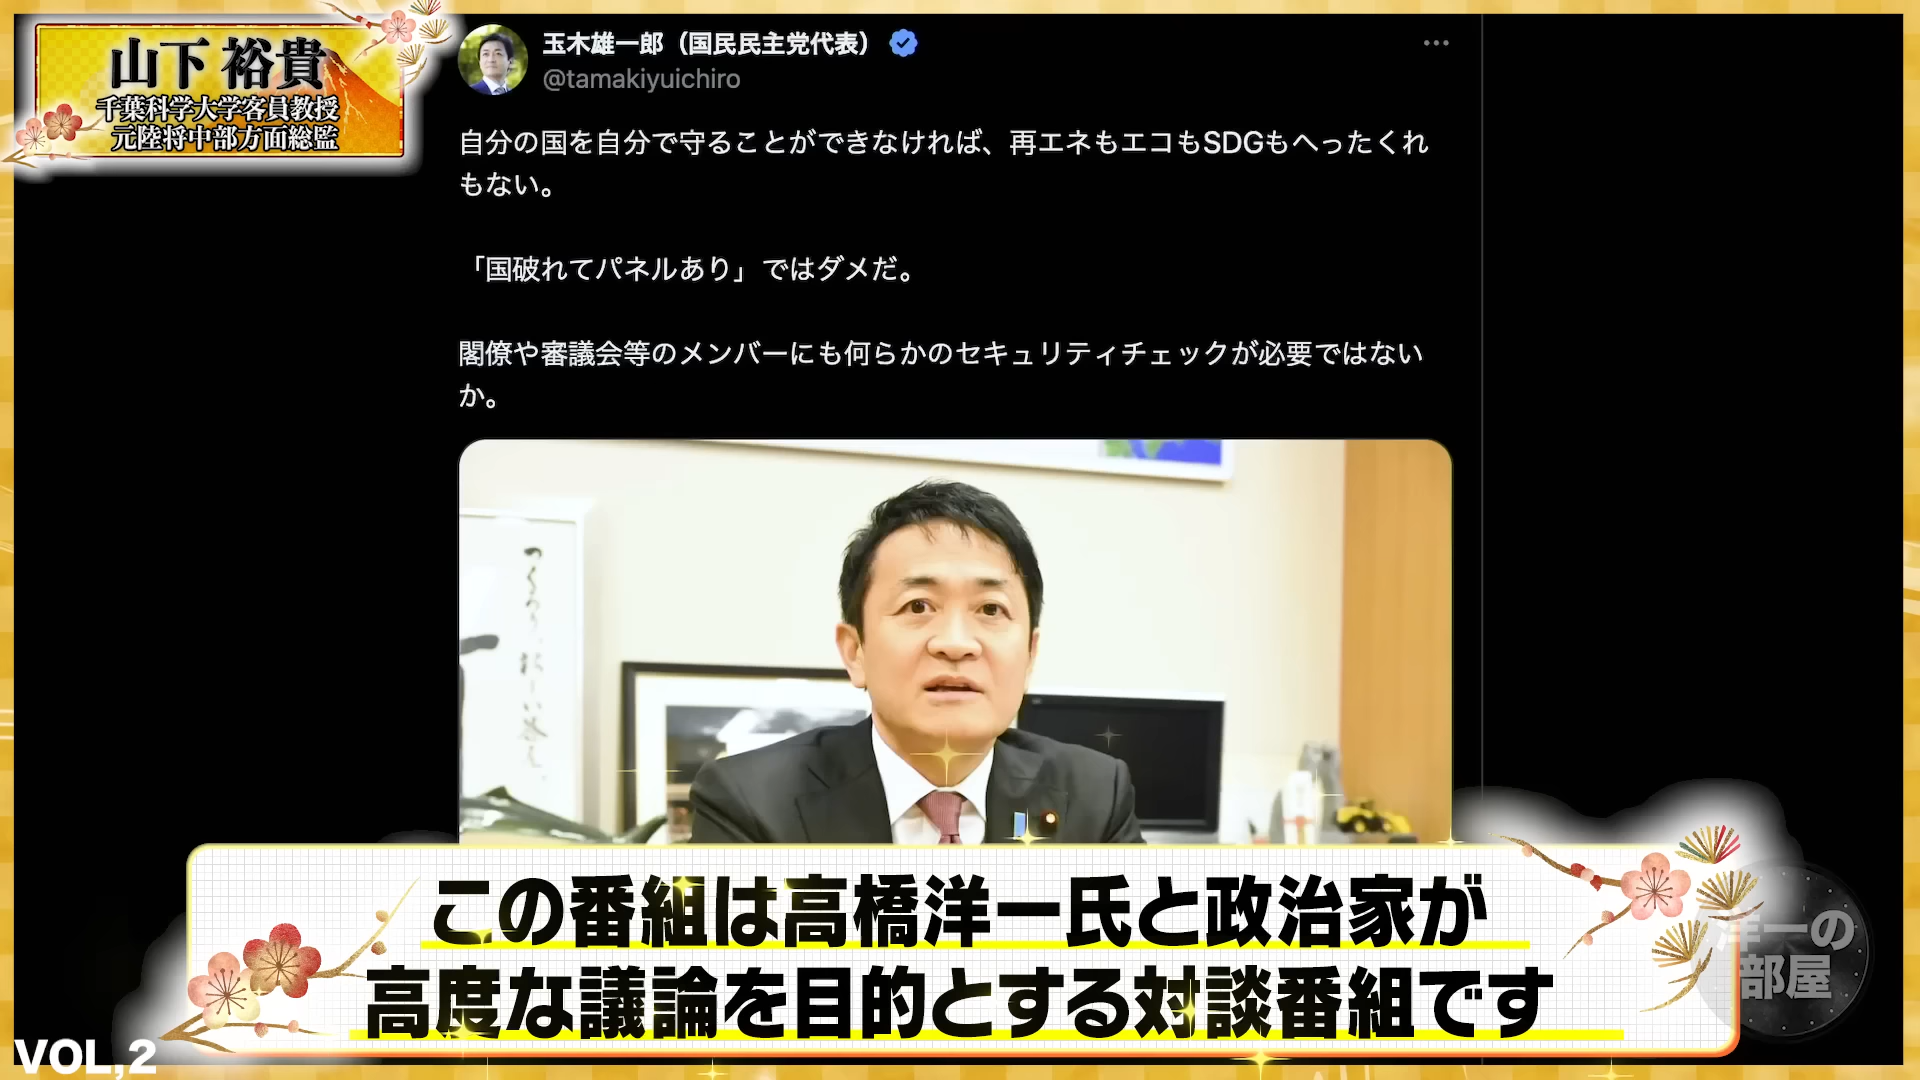 山下 裕貴
千葉科学大学客員教授
元陸将中部方面総監
玉木雄一郎（国民民主党代表）
@tamakiyuichiro
自分の国を自分で守ることができなければ、再エネもエコもSDGもへったくれ
もない。
「国破れてパネルあり」ではダメだ。
閣僚や審議会等のメンバーにも何らかのセキュリティチェックが必要ではない
か。
この番組は高橋洋一氏と政治家が
高度な議論を目的とする対談番組です
洋一の
部屋
VOL,2